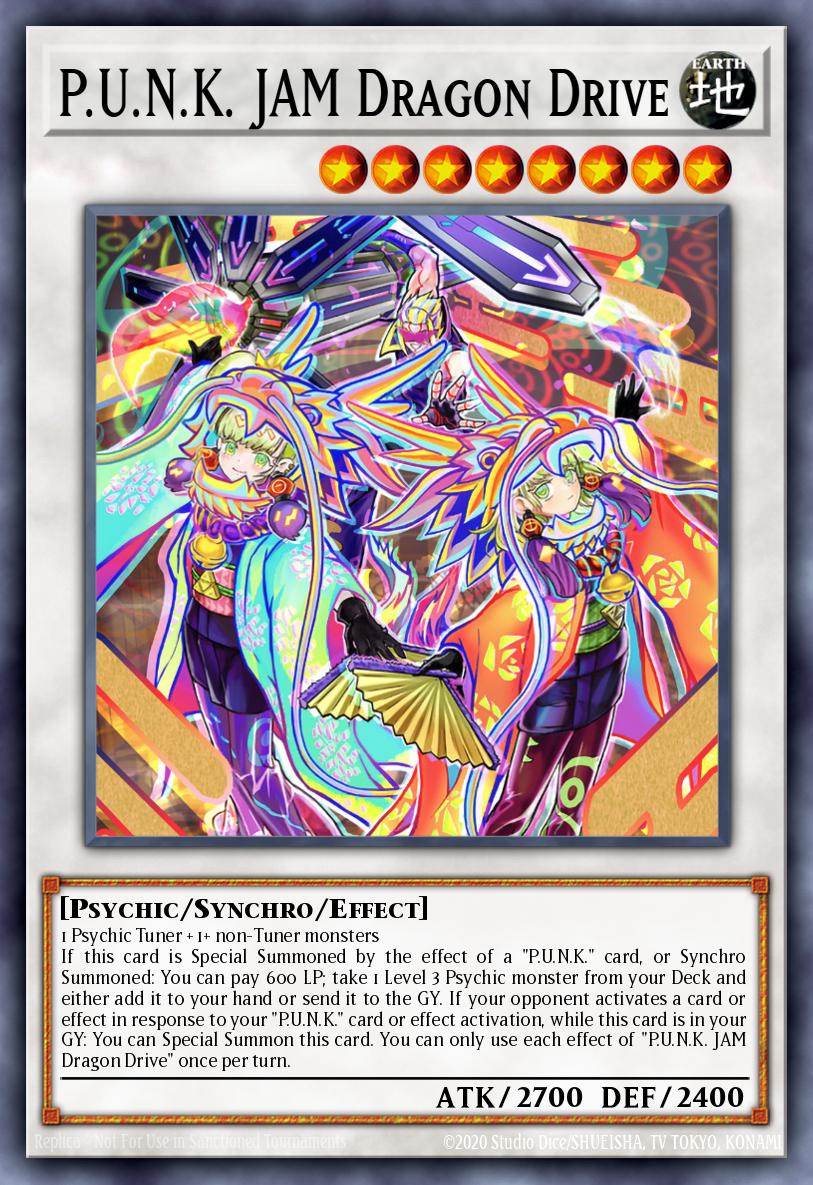 P.U.N.K. JAM Dragon Drive
EARTH
地
[Psychic/Synchro/Effect]
1 Psychic Tuner + 1+ non-Tuner monsters
If this card is Special Summoned by the effect of a "P.U.N.K." card, or Synchro
Summoned: You can pay 600 LP; take 1 Level 3 Psychic monster from your Deck and
either add it to your hand or send it to the GY. If your opponent activates a card or
effect in response to your "P.U.N.K." card or effect activation, while this card is in your
GY: You can Special Summon this card. You can only use each effect of "P.U.N.K. JAM
Dragon Drive" once per turn.
ATK/2700 DEF/2400
Replica - Not For Use in Sanctioned Tournaments
©2020 Studio Dice/SHUEISHA, TV TOKYO, KONAMI